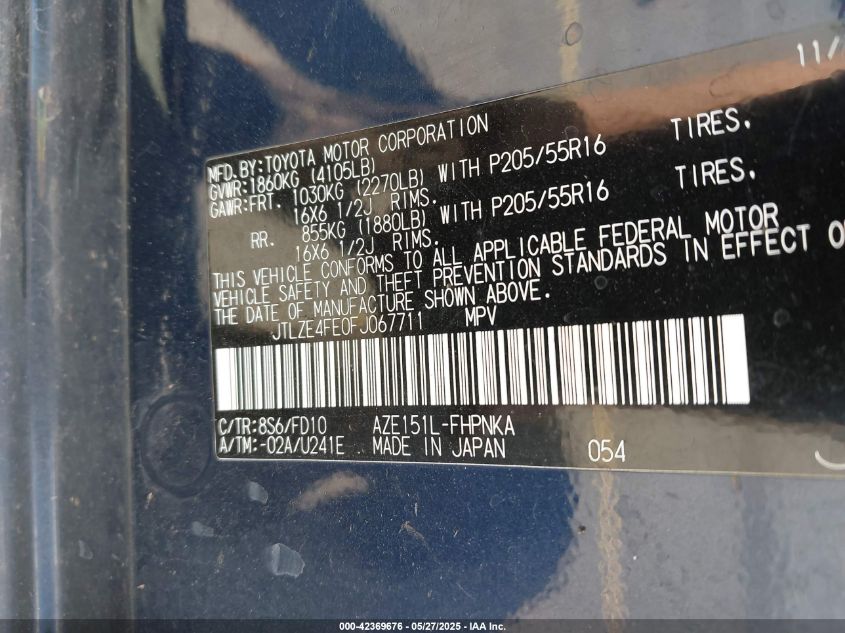 11/
MFD.BY:TOYOTA MOTOR CORPORATION
GVWR:1860KG (4105LB)
GAWR:FRT. 1030KG (2270LB) WITH P205/55R16 TIRES.
16X6 1/2J RIMS.
RR. 855KG (1880LB) WITH P205/55R16 TIRES.
16X6 1/2J RIMS.
THIS VEHICLE CONFORMS TO ALL APPLICABLE FEDERAL MOTOR
VEHICLE SAFETY AND THEFT PREVENTION STANDARDS IN EFFECT O
THE DATE OF MANUFACTURE SHOWN ABOVE.
JTLZE4FE0FJ067711 MPV
C/TR:8S6/FD10 AZE151L-FHPNKA
A/TM:-02A/U241E MADE IN JAPAN 054
000-42369676 - 05/27/2025 - IAA Inc.